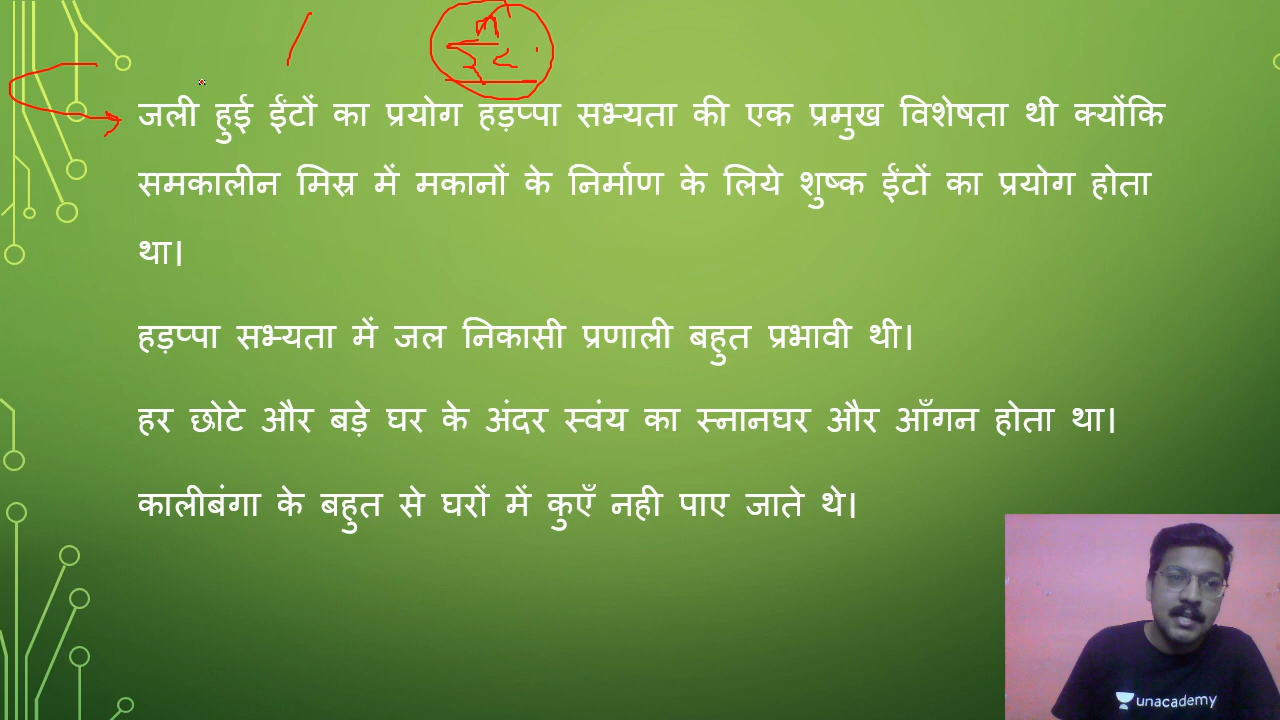 जली हुई ईंटों का प्रयोग हड़प्पा सभ्यता की एक प्रमुख विशेषता थी क्योंकि
समकालीन मिस्र में मकानों के निर्माण के लिये शुष्क ईंटों का प्रयोग होता
था।
हड़प्पा सभ्यता में जल निकासी प्रणाली बहुत प्रभावी थी।
हर छोटे और बड़े घर के अंदर स्वंय का स्नानघर और आँगन होता था।
कालीबंगा के बहुत से घरों में कुएँ नही पाए जाते थे।
unacademy